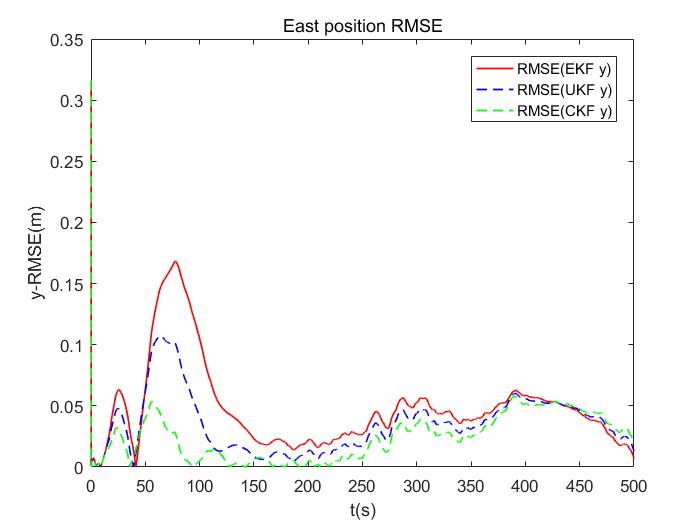 East position RMSE
0.35
0.3
0.25
0.2
0.15
0.1
0.05
0
y-RMSE(m)
RMSE(EKF y)
RMSE(UKF y)
RMSE(CKF y)
0 50 100 150 200 250 300 350 400 450 500
t(s)